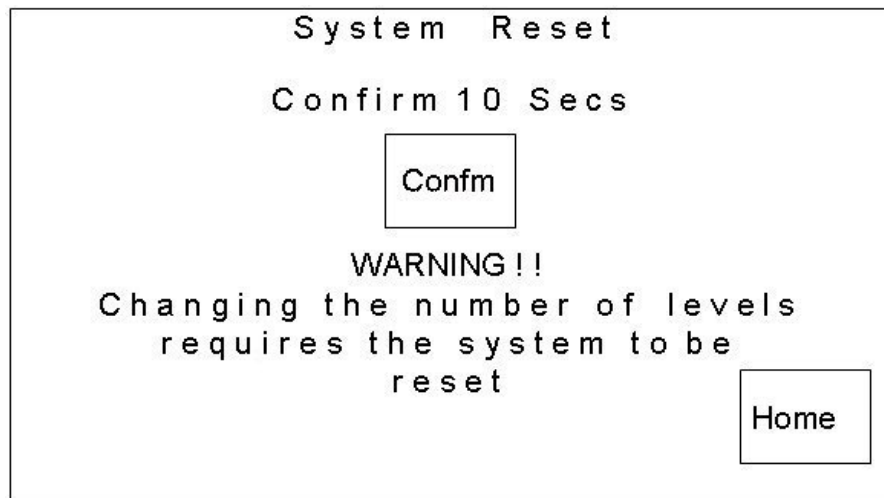 System Reset
Confirm 10 Secs
Confm
WARNING ! !
Changing the number of levels
requires the system to be
reset
Home